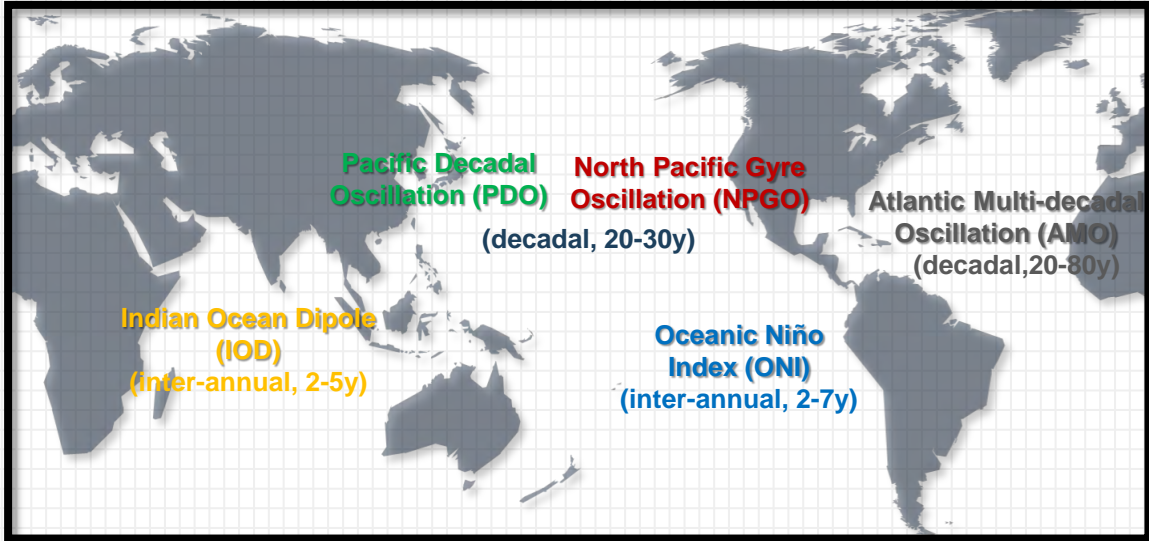 Pacific Decadal
Oscillation (PDO)
North Pacific Gyre
Oscillation (NPGO)
(decadal, 20-30y)
Atlantic Multi-decadal
Oscillation (AMO)
(decadal,20-80y)
Indian Ocean Dipole
(IOD)
(inter-annual, 2-5y)
Oceanic Niño
Index (ONI)
(inter-annual, 2-7y)